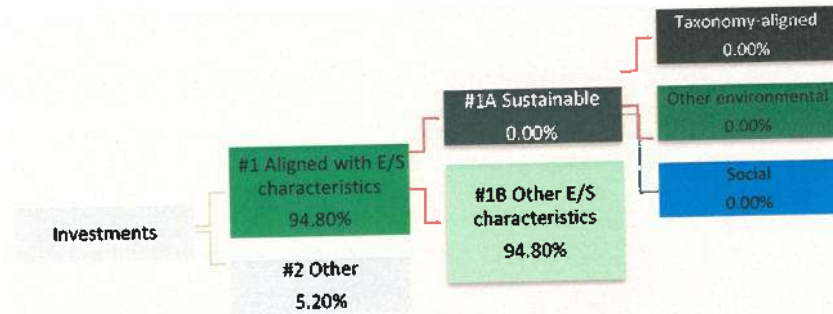 Investments
#1 Aligned with E/S
characteristics
94.80%
#2 Other
5.20%
#1A Sustainable
0.00%
#1B Other E/S
characteristics
94.80%
Taxonomy-aligned
0.00%
Other environmental
0.00%
Social
0.00%